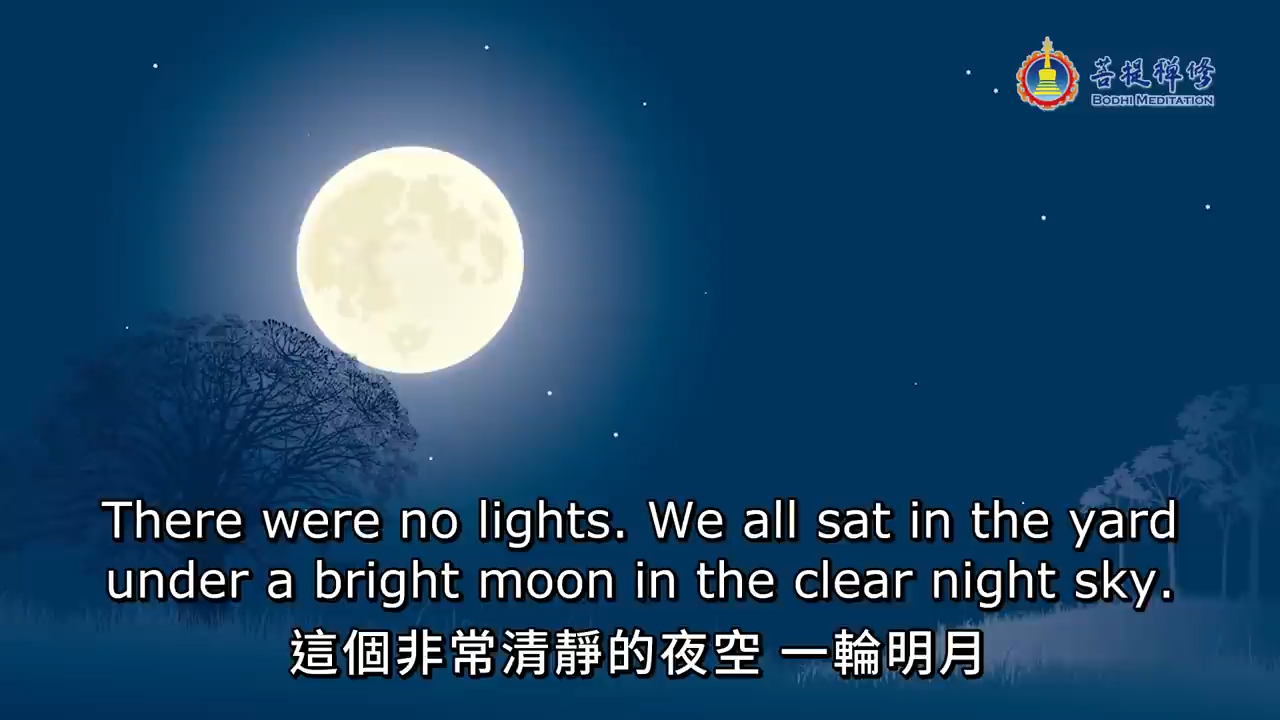 菩提禪修
BODHI MEDITATION
There were no lights. We all sat in the yard
under a bright moon in the clear night sky.
這個非常清靜的夜空 一輪明月